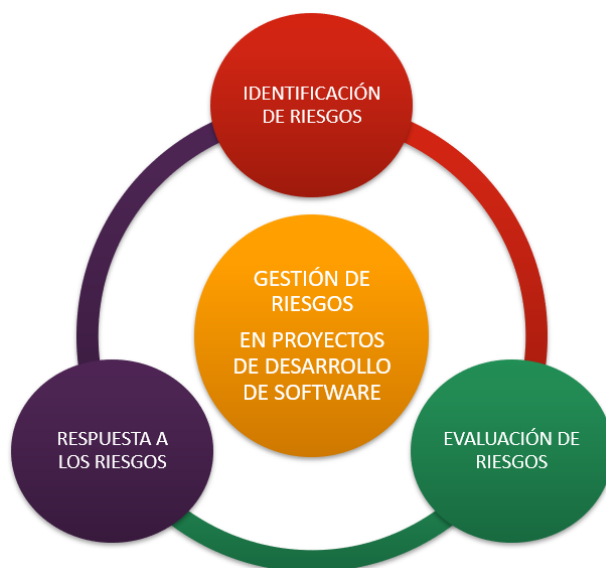 IDENTIFICACIÓN
DE RIESGOS
GESTIÓN DE
RIESGOS
EN PROYECTOS
DE DESARROLLO
DE SOFTWARE
RESPUESTA A
LOS RIESGOS
EVALUACIÓN DE
RIESGOS